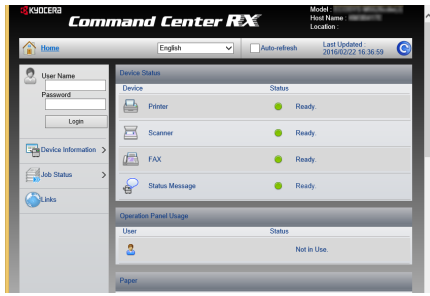 KYOCERA
Command Center RX
Model :
Host Name :
Location :
Home
English
Auto-refresh
Last Updated :
2016/02/22 16:36:59
User Name
Password
Login
Device Information
Job Status
Links
Device Status
Device Status
Printer Ready.
Scanner Ready.
FAX Ready.
Status Message Ready.
Operation Panel Usage
User Status
Not in Use.
Paper